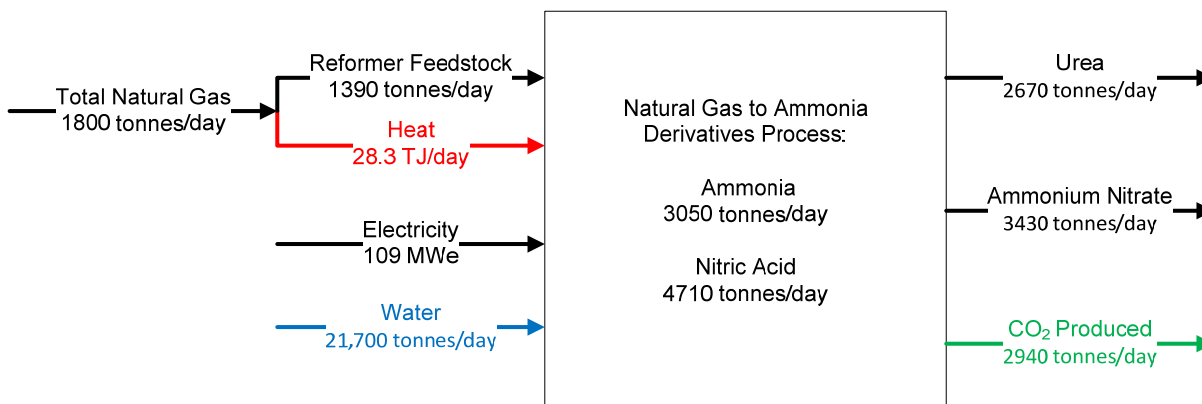 Total Natural Gas
1800 tonnes/day
Reformer Feedstock
1390 tonnes/day
Heat
28.3 TJ/day
Electricity
109 MWe
Water
21,700 tonnes/day
Natural Gas to Ammonia
Derivatives Process:
Ammonia
3050 tonnes/day
Nitric Acid
4710 tonnes/day
Urea
2670 tonnes/day
Ammonium Nitrate
3430 tonnes/day
CO₂ Produced
2940 tonnes/day